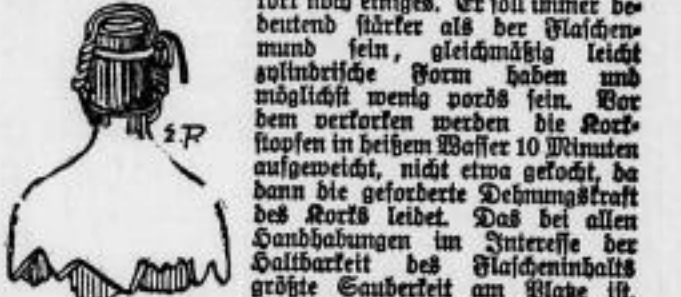 noch einiges. Er soll immer be-
deutend stärker als der Flaschen-
mund sein, gleichmäßig leicht
zylindrische Form haben und
möglichst wenig porös sein. Vor
dem verkorken werden die Kork-
stopfen in heißem Wasser 10 Minuten
aufgeweicht, nicht etwa gekocht, da
dann die geforderte Dehnungskraft
des Korks leidet. Das bei allen
Handhabungen im Interesse der
Haltbarkeit des Flascheninhalts
größte Sauberkeit am Platze ist,